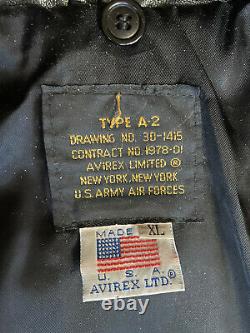 TYPE A-2
DRAWING NO. 30-1415
CONTRACT NO. 1978-01
AVIREX LIMITED ®
NEW YORK, NEW YORK
U.S. ARMY AIR FORCES
MADE XL
U. S. A. ®
AVIREX LTD.